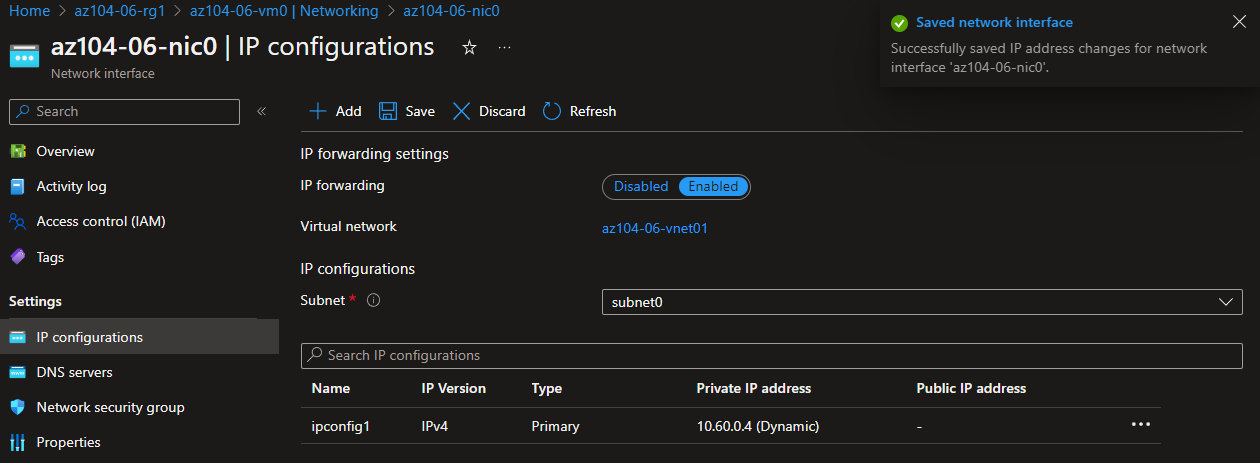 Home > az104-06-rg1 > az104-06-vm0 | Networking > az104-06-nic0
az104-06-nic0 | IP configurations
Network interface
Saved network interface
Successfully saved IP address changes for network
interface 'az104-06-nic0'.
Search
Add Save Discard Refresh
Overview
Activity log
Access control (IAM)
Tags
Settings
IP configurations
DNS servers
Network security group
Properties
IP forwarding settings
IP forwarding Disabled Enabled
Virtual network az104-06-vnet01
IP configurations
Subnet * subnet0
Search IP configurations
Name IP Version Type Private IP address Public IP address
ipconfig1 IPv4 Primary 10.60.0.4 (Dynamic) -